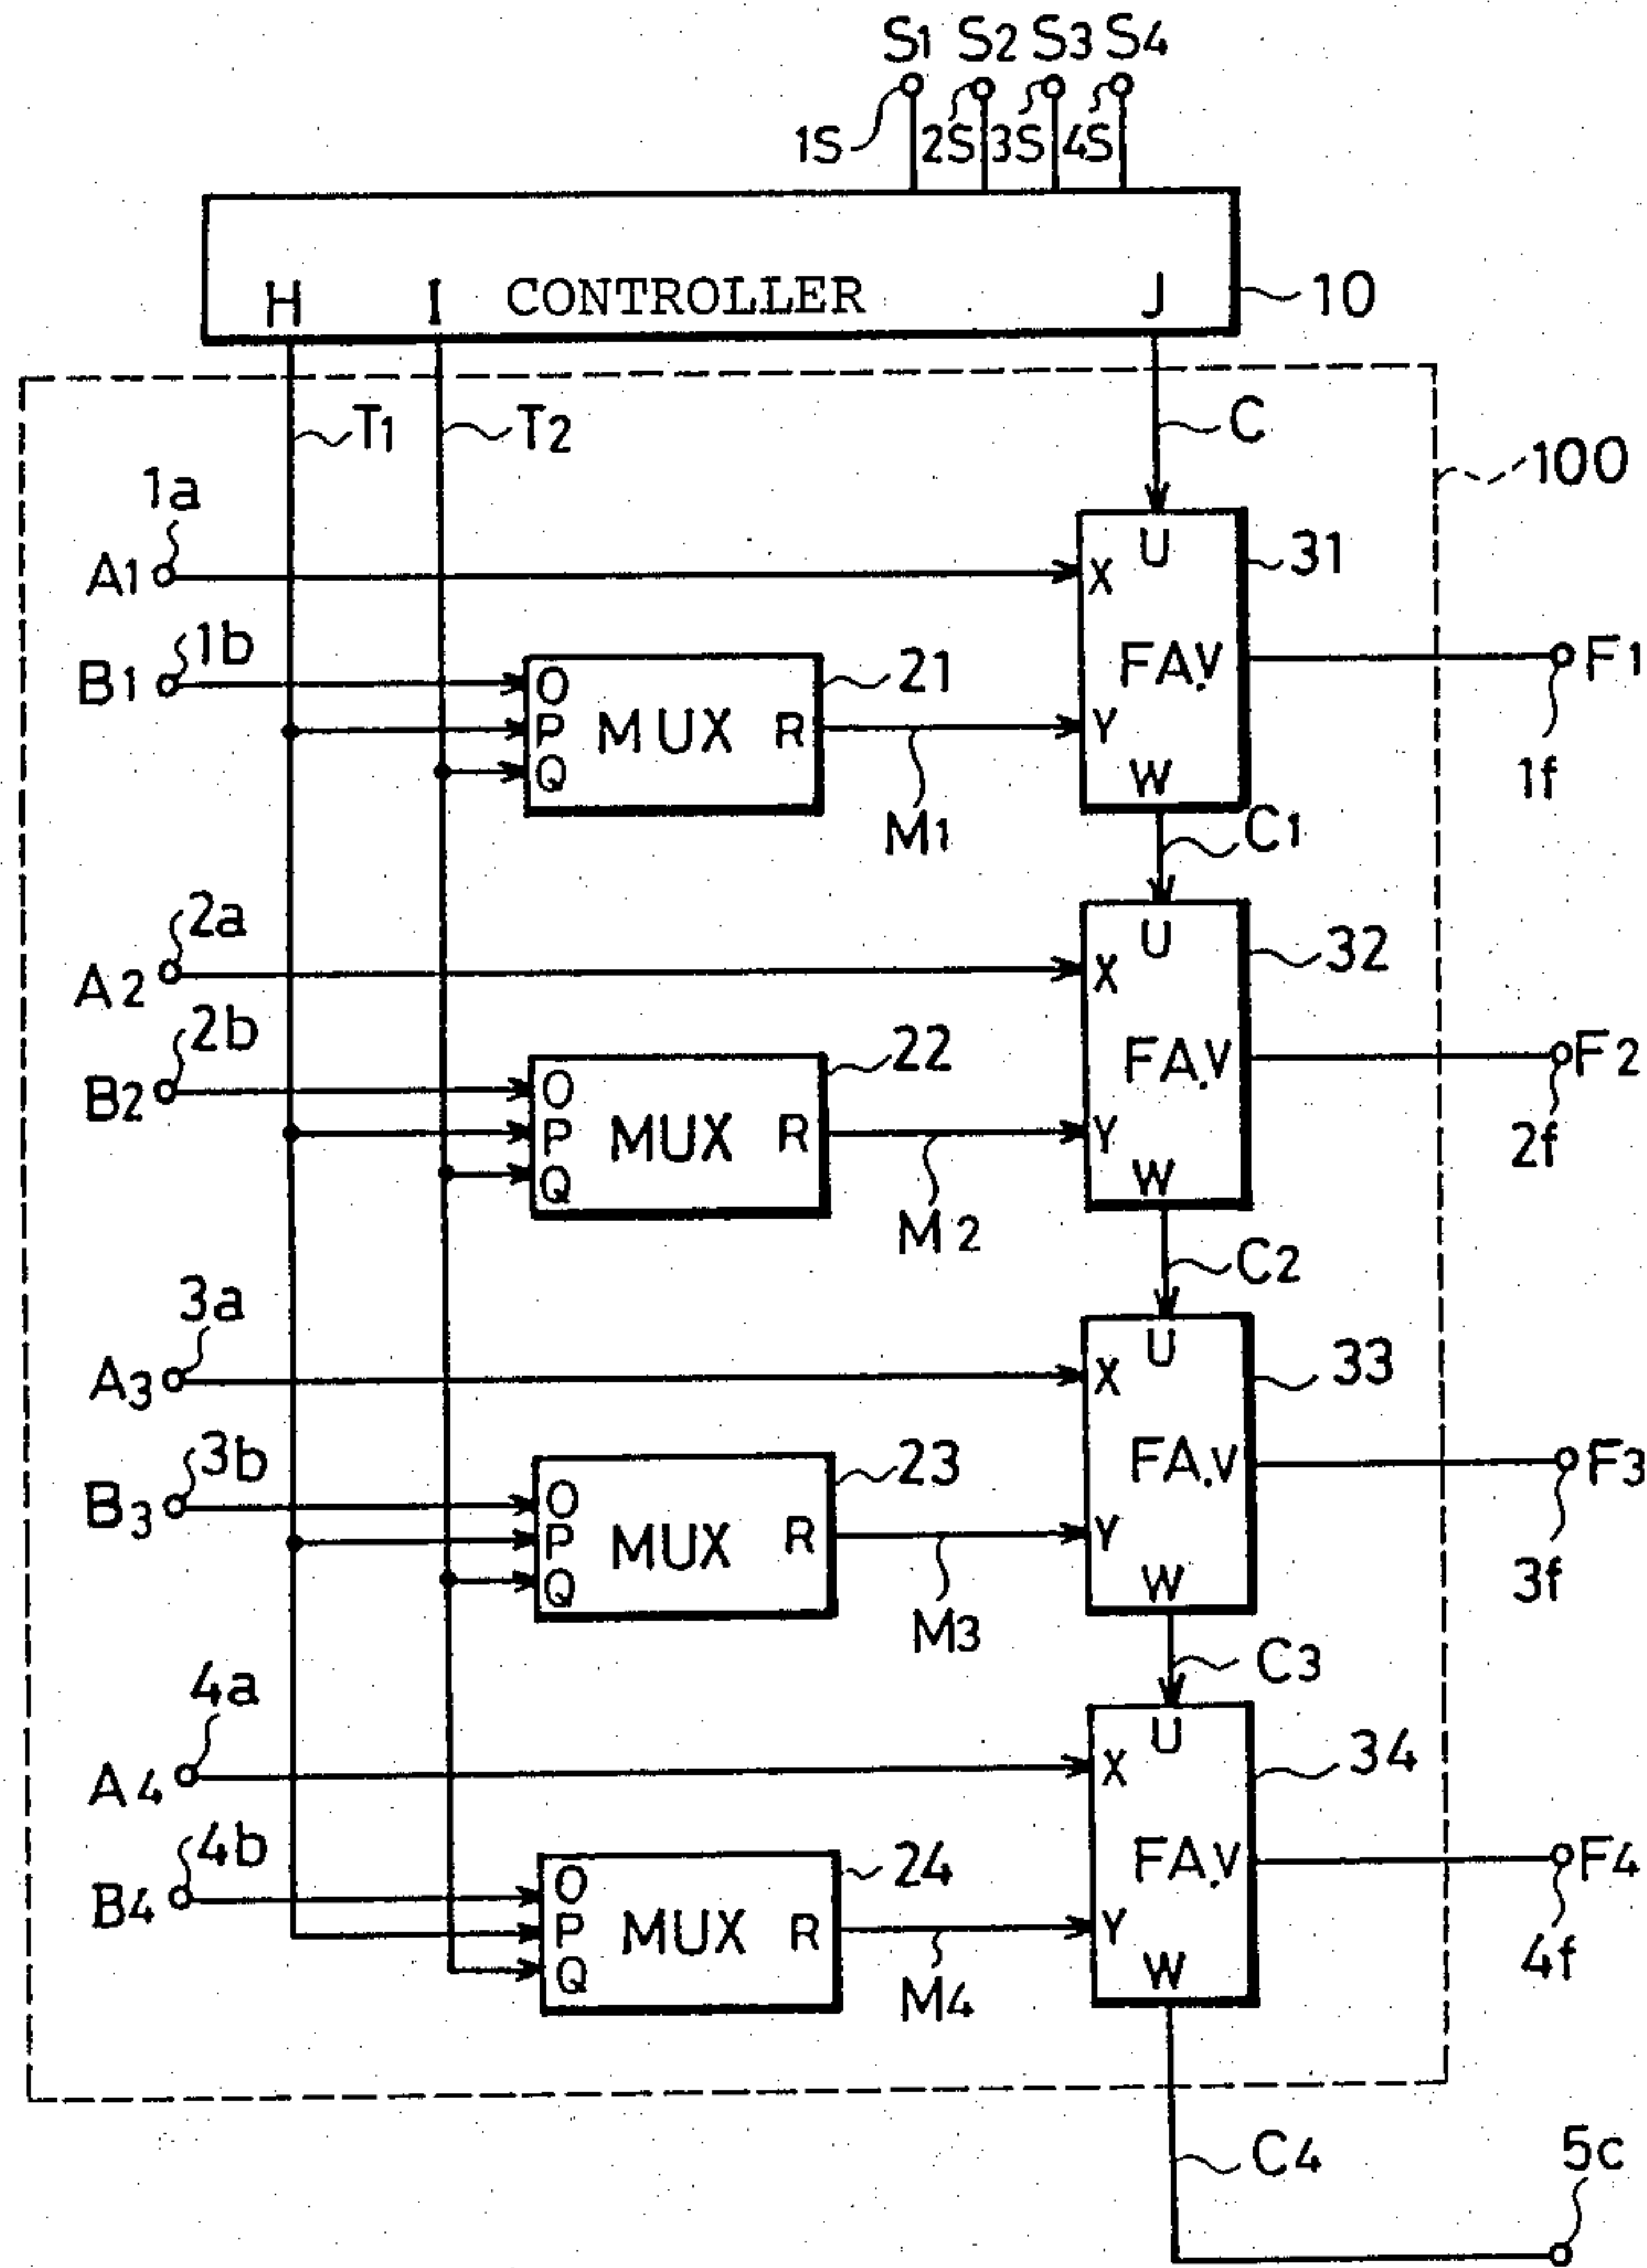 S1 S2 S3 S4
1S 2S 3S 4S
H I CONTROLLER J 10
T1 T2 C
100
1a
A1 X U 31
1b
B1 O 21 FA.V F1
P MUX R Y
Q W 1f
M1 C1
2a
A2 X U 32
2b
B2 O 22 FA.V F2
P MUX R Y
Q W 2f
M2 C2
3a
A3 X U 33
3b
B3 O 23 FA.V F3
P MUX R Y
Q W 3f
M3 C3
4a
A4 X U 34
4b
B4 O 24 FA.V F4
P MUX R Y
Q W 4f
M4
C4 5c